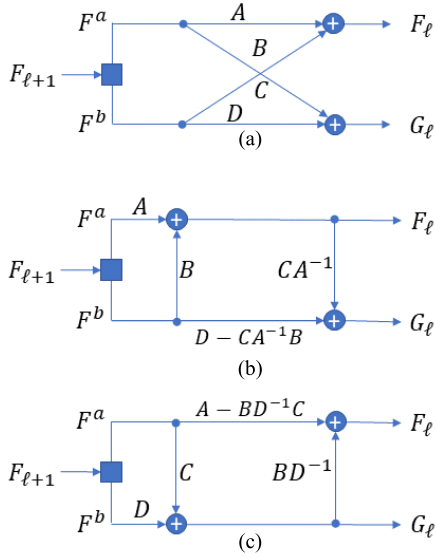 F^a A F_{ℓ+1} B C F^b D F_ℓ G_ℓ
(a)
F^a A F_ℓ
F_{ℓ+1} B CA^{-1}
F^b G_ℓ
D − CA^{-1}B
(b)
A − BD^{-1}C
F^a F_ℓ
F_{ℓ+1} C BD^{-1}
F^b D G_ℓ
(c)